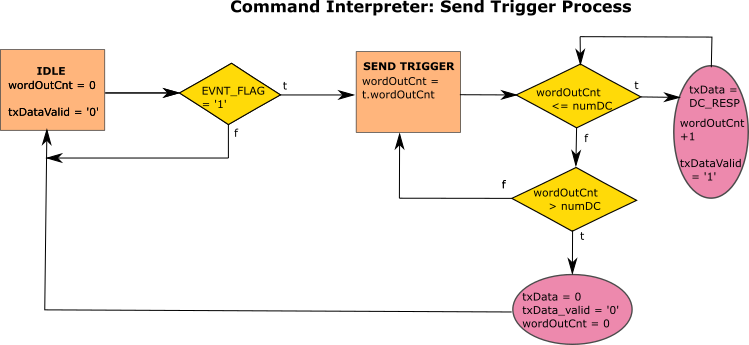 Command Interpreter: Send Trigger Process
IDLE
wordOutCnt = 0
txDataValid = '0'
EVNT_FLAG
= '1'
t
f
SEND TRIGGER
wordOutCnt =
t.wordOutCnt
wordOutCnt
<= numDC
t
f
txData =
DC_RESP
wordOutCnt
+1
txDataValid
= '1'
f
wordOutCnt
> numDC
t
txData = 0
txData_valid = '0'
wordOutCnt = 0